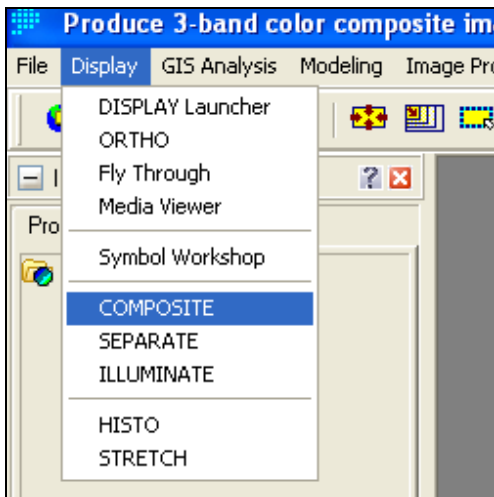 Produce 3-band color composite im
File Display GIS Analysis Modeling Image Pr
DISPLAY Launcher
ORTHO
Fly Through
Media Viewer
Pro
Symbol Workshop
COMPOSITE
SEPARATE
ILLUMINATE
HISTO
STRETCH